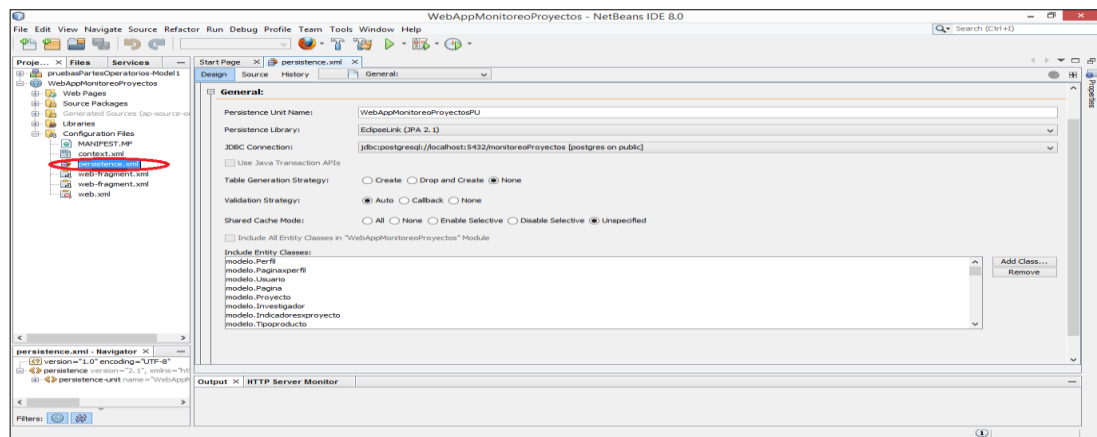 WebAppMonitoreoProyectos - NetBeans IDE 8.0
File Edit View Navigate Source Refactor Run Debug Profile Team Tools Window Help
Search (Ctrl+I)
Proje... Files Services
pruebasPartesOperatorios-Model1
WebAppMonitoreoProyectos
Web Pages
Source Packages
Generated Sources (ap-source-o
Libraries
Configuration Files
MANIFEST.MF
context.xml
persistence.xml
web-fragment.xml
web-fragment.xml
web.xml
Start Page persistence.xml
Design Source History General:
General:
Persistence Unit Name: WebAppMonitoreoProyectosPU
Persistence Library: EclipseLink (JPA 2.1)
JDBC Connection: jdbc:postgresql://localhost:5432/monitoreoProyectos [postgres on public]
Use Java Transaction APIs
Table Generation Strategy: Create Drop and Create None
Validation Strategy: Auto Callback None
Shared Cache Mode: All None Enable Selective Disable Selective Unspecified
Include All Entity Classes in "WebAppMonitoreoProyectos" Module
Include Entity Classes:
modelo.Perfil
modelo.Paginaxperfil
modelo.Usuario
modelo.Pagina
modelo.Proyecto
modelo.Investigador
modelo.Indicadoresxproyecto
modelo.Tipoproducto
Add Class...
Remove
Properties
persistence.xml - Navigator
version="1.0" encoding="UTF-8"
persistence version="2.1", xmlns="ht
persistence-unit name="WebAppM
Filters:
Output HTTP Server Monitor